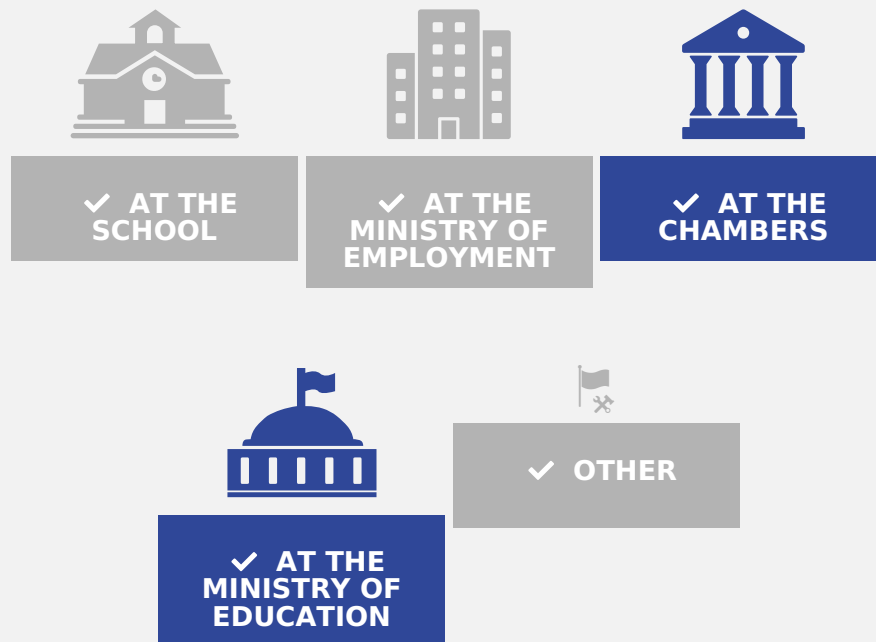 ✔ AT THE
SCHOOL
✔ AT THE
MINISTRY OF
EMPLOYMENT
✔ AT THE
CHAMBERS
✔ AT THE
MINISTRY OF
EDUCATION
✔ OTHER